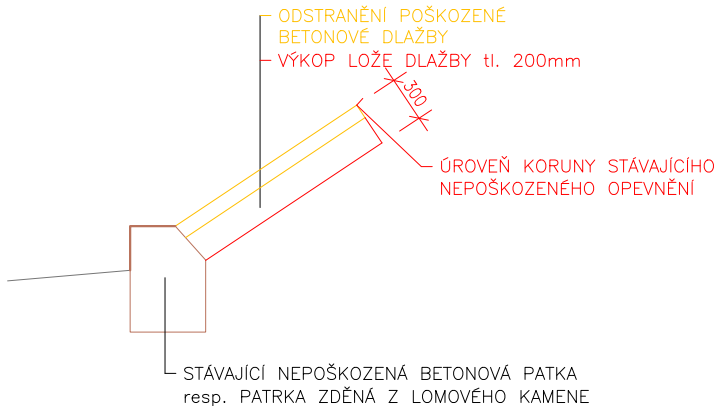 ODSTRANĚNÍ POŠKOZENÉ
BETONOVÉ DLAŽBY
VÝKOP LOŽE DLAŽBY tl. 200mm
300
ÚROVEŇ KORUNY STÁVAJÍCÍHO
NEPOŠKOZENÉHO OPEVNĚNÍ
STÁVAJÍCÍ NEPOŠKOZENÁ BETONOVÁ PATKA
resp. PATRKA ZDĚNÁ Z LOMOVÉHO KAMENE